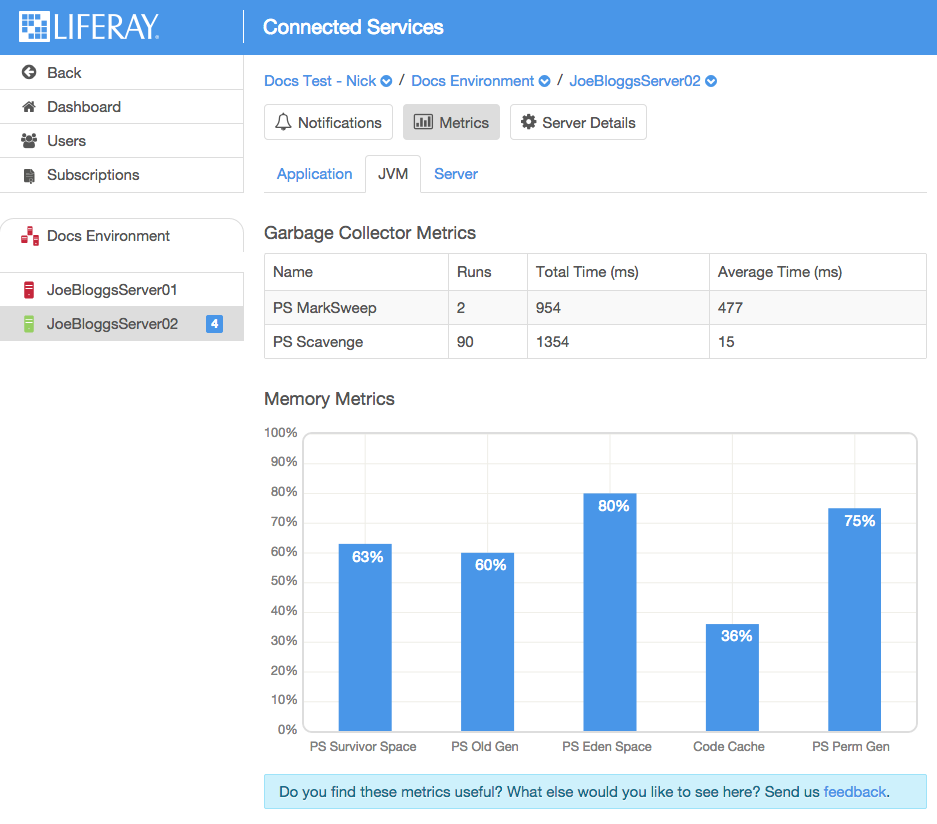 LIFERAY.
Connected Services
Back
Dashboard
Users
Subscriptions
Docs Environment
JoeBloggsServer01
JoeBloggsServer02 4
Docs Test - Nick / Docs Environment / JoeBloggsServer02
Notifications Metrics Server Details
Application JVM Server
Garbage Collector Metrics
Name Runs Total Time (ms) Average Time (ms)
PS MarkSweep 2 954 477
PS Scavenge 90 1354 15
Memory Metrics
100%
90%
80%
70%
60%
50%
40%
30%
20%
10%
0%
63% 60% 80% 36% 75%
PS Survivor Space PS Old Gen PS Eden Space Code Cache PS Perm Gen
Do you find these metrics useful? What else would you like to see here? Send us feedback.